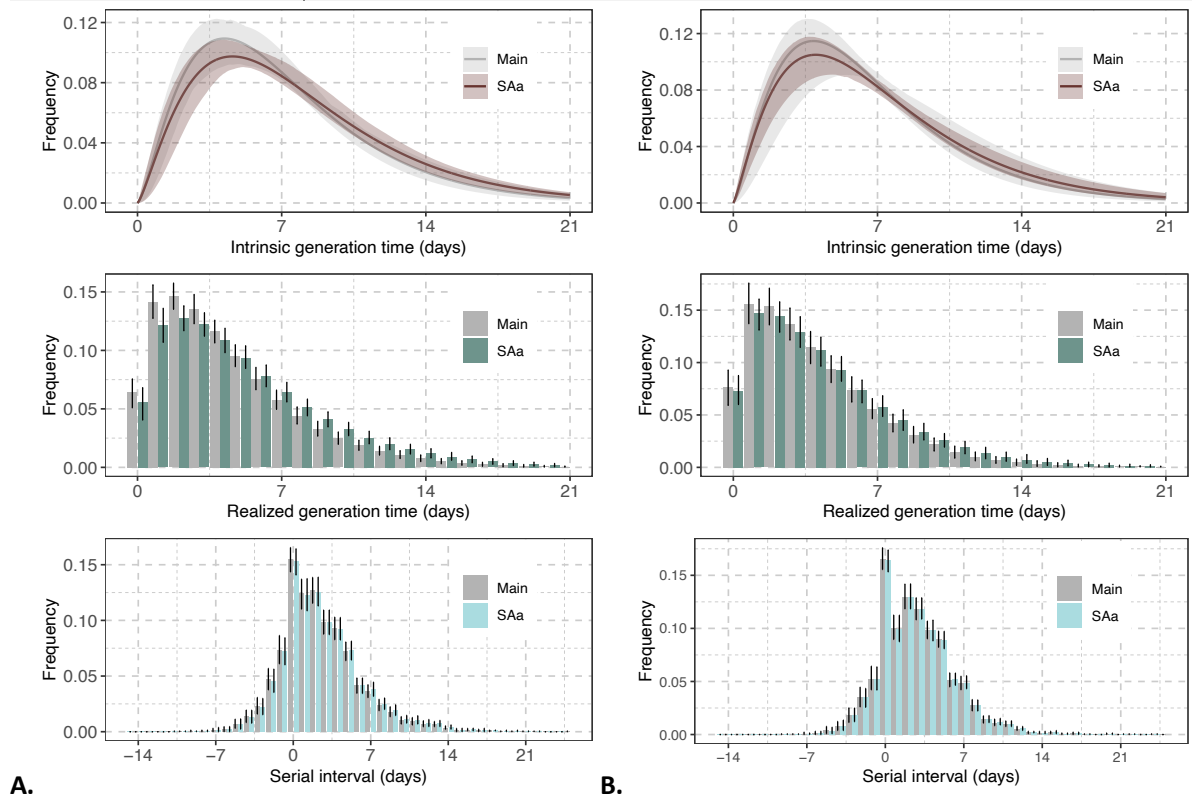 Frequency
0.12
0.08
0.04
0.00
Main
SAa
0 7 14 21
Intrinsic generation time (days)
Frequency
0.15
0.10
0.05
0.00
Main
SAa
0 7 14 21
Realized generation time (days)
Frequency
0.15
0.10
0.05
0.00
Main
SAa
−14 −7 0 7 14 21
Serial interval (days)
A.
Frequency
0.12
0.08
0.04
0.00
Main
SAa
0 7 14 21
Intrinsic generation time (days)
Frequency
0.15
0.10
0.05
0.00
Main
SAa
0 7 14 21
Realized generation time (days)
Frequency
0.15
0.10
0.05
0.00
Main
SAa
−14 −7 0 7 14 21
Serial interval (days)
B.